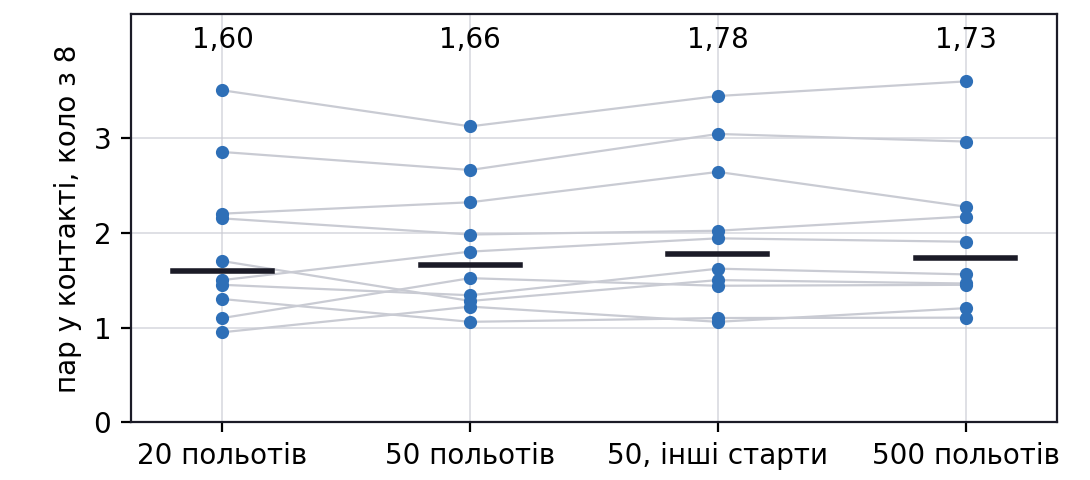 1,60 1,66 1,78 1,73
пар у контакті, коло з 8
3
2
1
0
20 польотів 50 польотів 50, інші старти 500 польотів